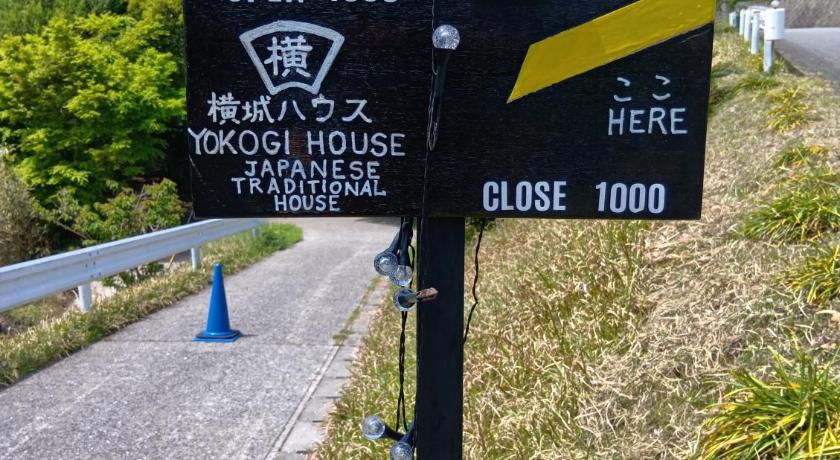 横
横城ハウス
YOKOGI HOUSE
JAPANESE
TRADITIONAL
HOUSE
ここ
HERE
CLOSE 1000